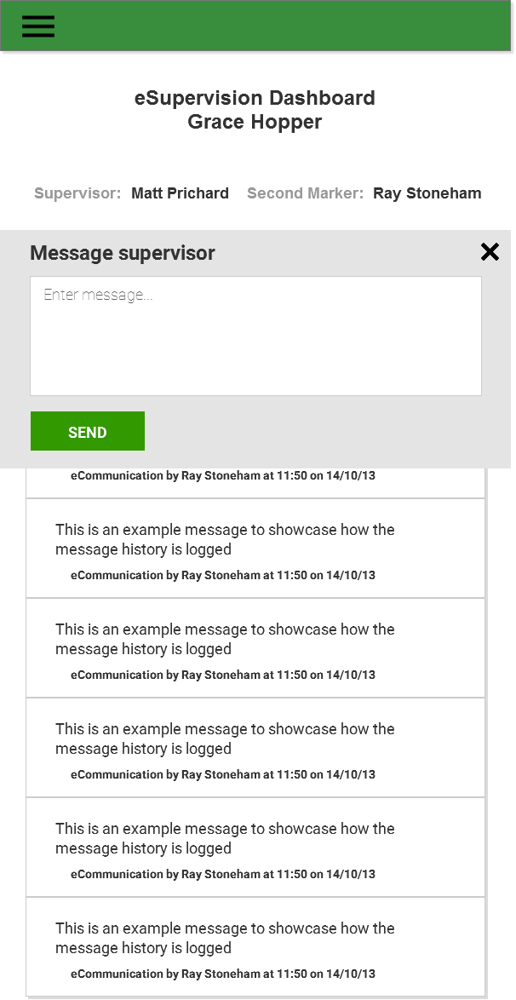 eSupervision Dashboard
Grace Hopper
Supervisor: Matt Prichard Second Marker: Ray Stoneham
Message supervisor
Enter message...
SEND
eCommunication by Ray Stoneham at 11:50 on 14/10/13
This is an example message to showcase how the
message history is logged
eCommunication by Ray Stoneham at 11:50 on 14/10/13
This is an example message to showcase how the
message history is logged
eCommunication by Ray Stoneham at 11:50 on 14/10/13
This is an example message to showcase how the
message history is logged
eCommunication by Ray Stoneham at 11:50 on 14/10/13
This is an example message to showcase how the
message history is logged
eCommunication by Ray Stoneham at 11:50 on 14/10/13
This is an example message to showcase how the
message history is logged
eCommunication by Ray Stoneham at 11:50 on 14/10/13